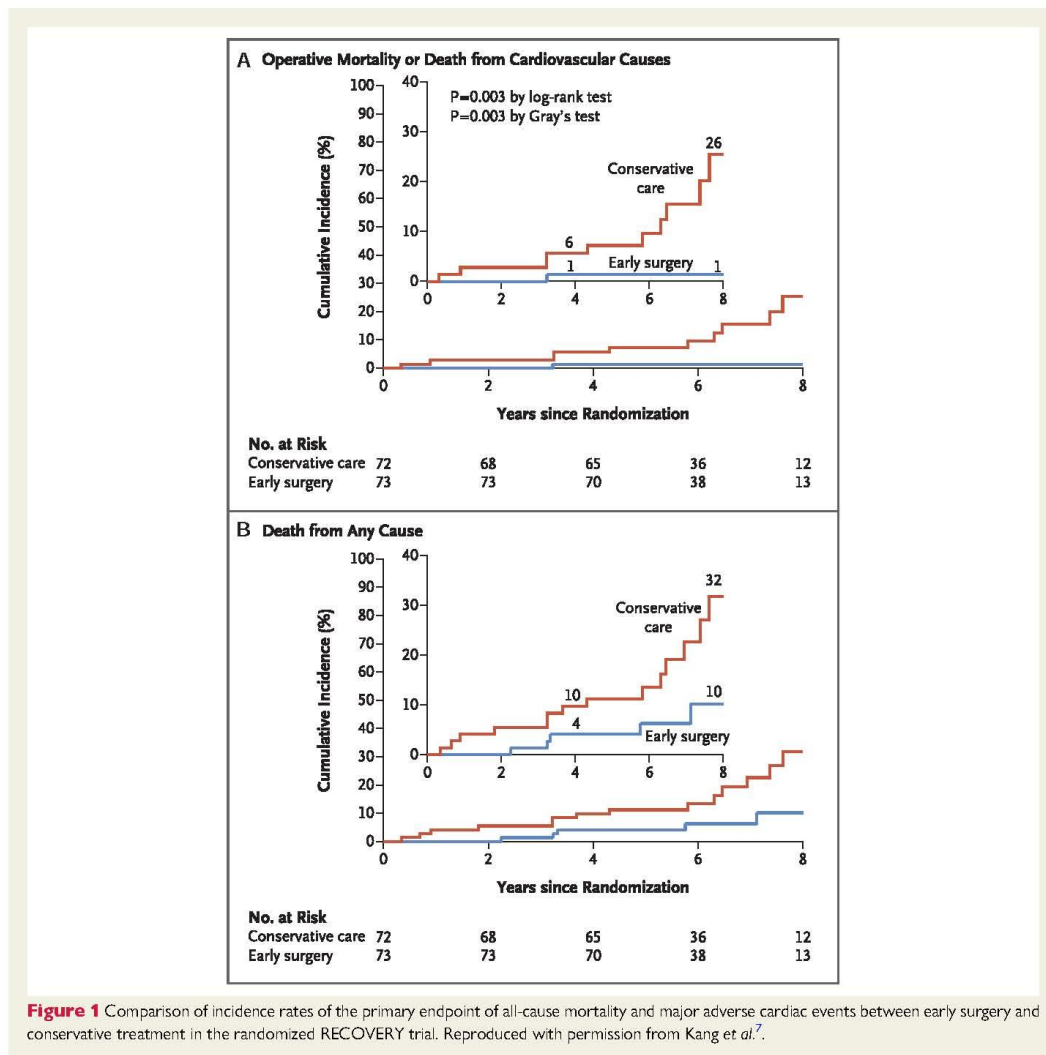 A Operative Mortality or Death from Cardiovascular Causes
100
90
80
70
60
50
40
30
20
10
0
Cumulative Incidence (%)
40
30
20
10
0
P=0.003 by log-rank test
P=0.003 by Gray's test
26
Conservative
care
6
1
Early surgery
1
0 2 4 6 8
0 2 4 6 8
Years since Randomization
No. at Risk
Conservative care 72 68 65 36 12
Early surgery 73 73 70 38 13
B Death from Any Cause
100
90
80
70
60
50
40
30
20
10
0
Cumulative Incidence (%)
40
30
20
10
0
32
Conservative
care
10
10
4
Early surgery
0 2 4 6 8
0 2 4 6 8
Years since Randomization
No. at Risk
Conservative care 72 68 65 36 12
Early surgery 73 73 70 38 13
Figure 1 Comparison of incidence rates of the primary endpoint of all-cause mortality and major adverse cardiac events between early surgery and
conservative treatment in the randomized RECOVERY trial. Reproduced with permission from Kang et al.7.